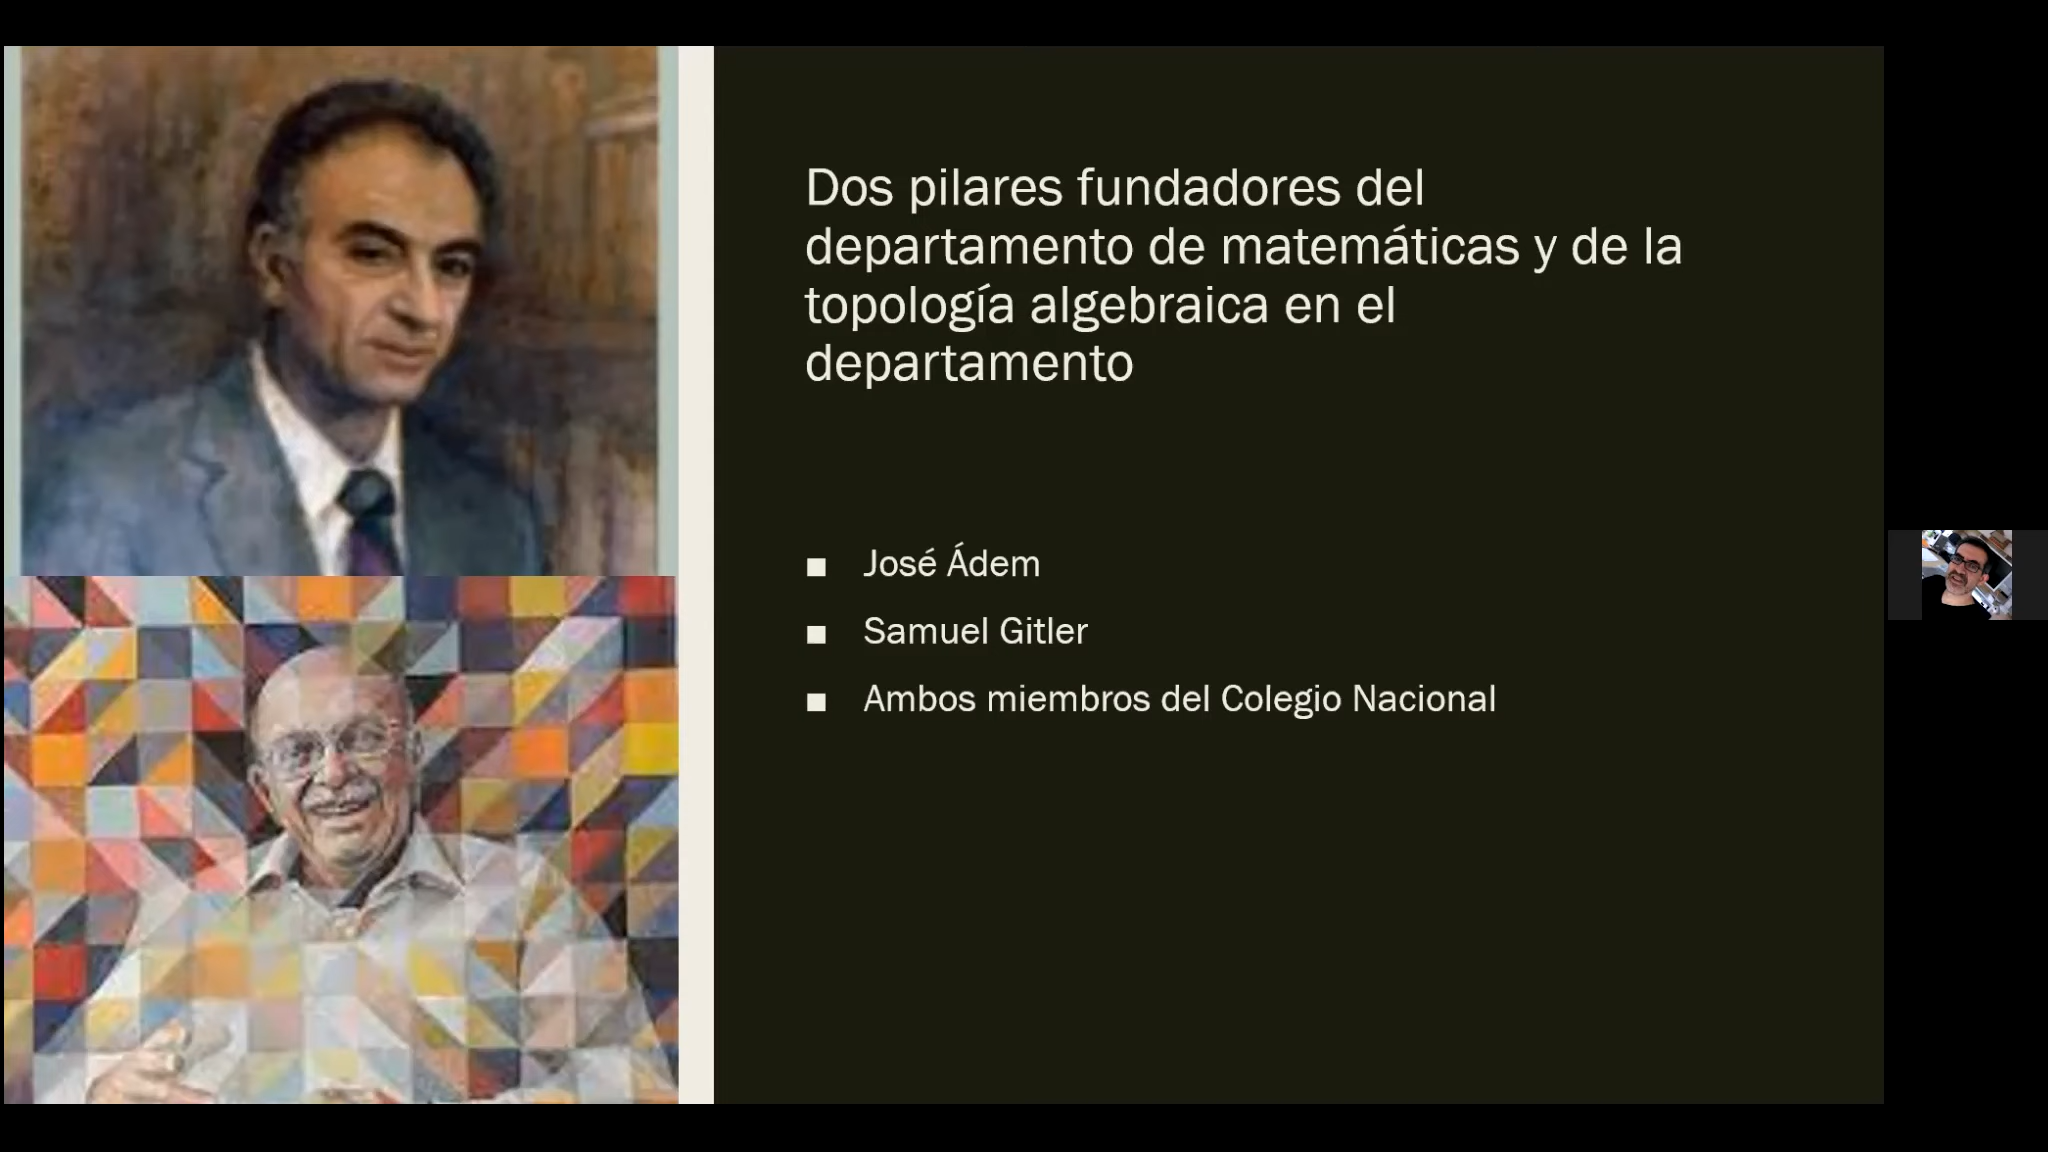 Dos pilares fundadores del
departamento de matemáticas y de la
topología algebraica en el
departamento
José Ádem
Samuel Gitler
Ambos miembros del Colegio Nacional